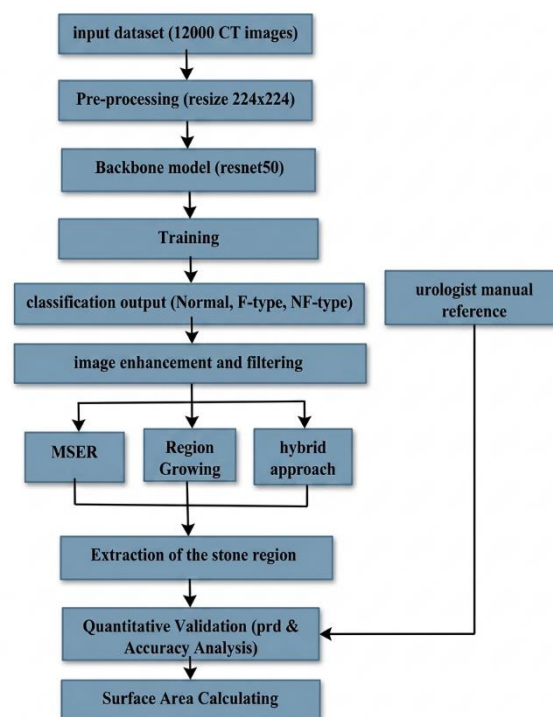 input dataset (12000 CT images)
Pre-processing (resize 224x224)
Backbone model (resnet50)
Training
classification output (Normal, F-type, NF-type)
urologist manual
reference
image enhancement and filtering
MSER
Region
Growing
hybrid
approach
Extraction of the stone region
Quantitative Validation (prd &
Accuracy Analysis)
Surface Area Calculating